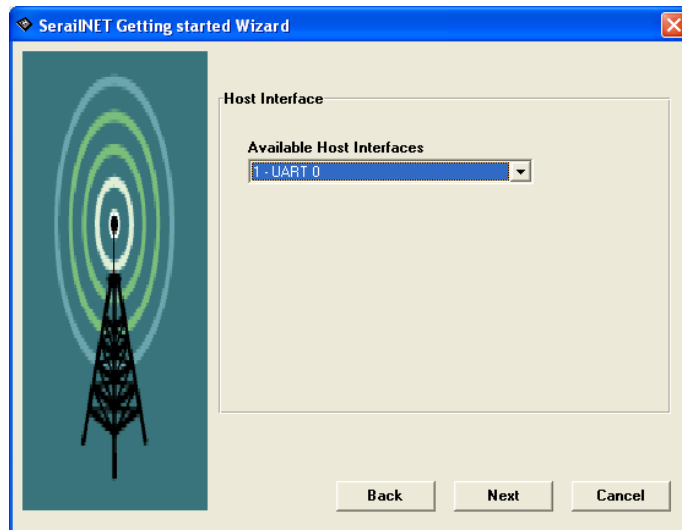 SerailNET Getting started Wizard
Host Interface
Available Host Interfaces
1 - UART 0
Back Next Cancel